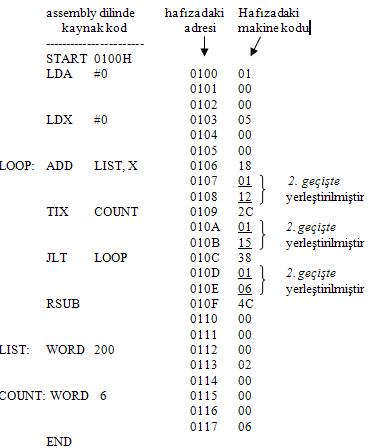 assembly dilinde hafızadaki Hafızadaki
kaynak kod adresi makine kodu
-----------------------
START 0100H
LDA #0 0100 01
0101 00
0102 00
LDX #0 0103 05
0104 00
0105 00
LOOP: ADD LIST, X 0106 18
0107 01 2. geçişte
0108 12 yerleştirilmiştir
TIX COUNT 0109 2C
010A 01 2. geçişte
010B 15 yerleştirilmiştir
JLT LOOP 010C 38
010D 01 2. geçişte
010E 06 yerleştirilmiştir
RSUB 010F 4C
0110 00
0111 00
LIST: WORD 200 0112 00
0113 02
0114 00
COUNT: WORD 6 0115 00
0116 00
0117 06
END